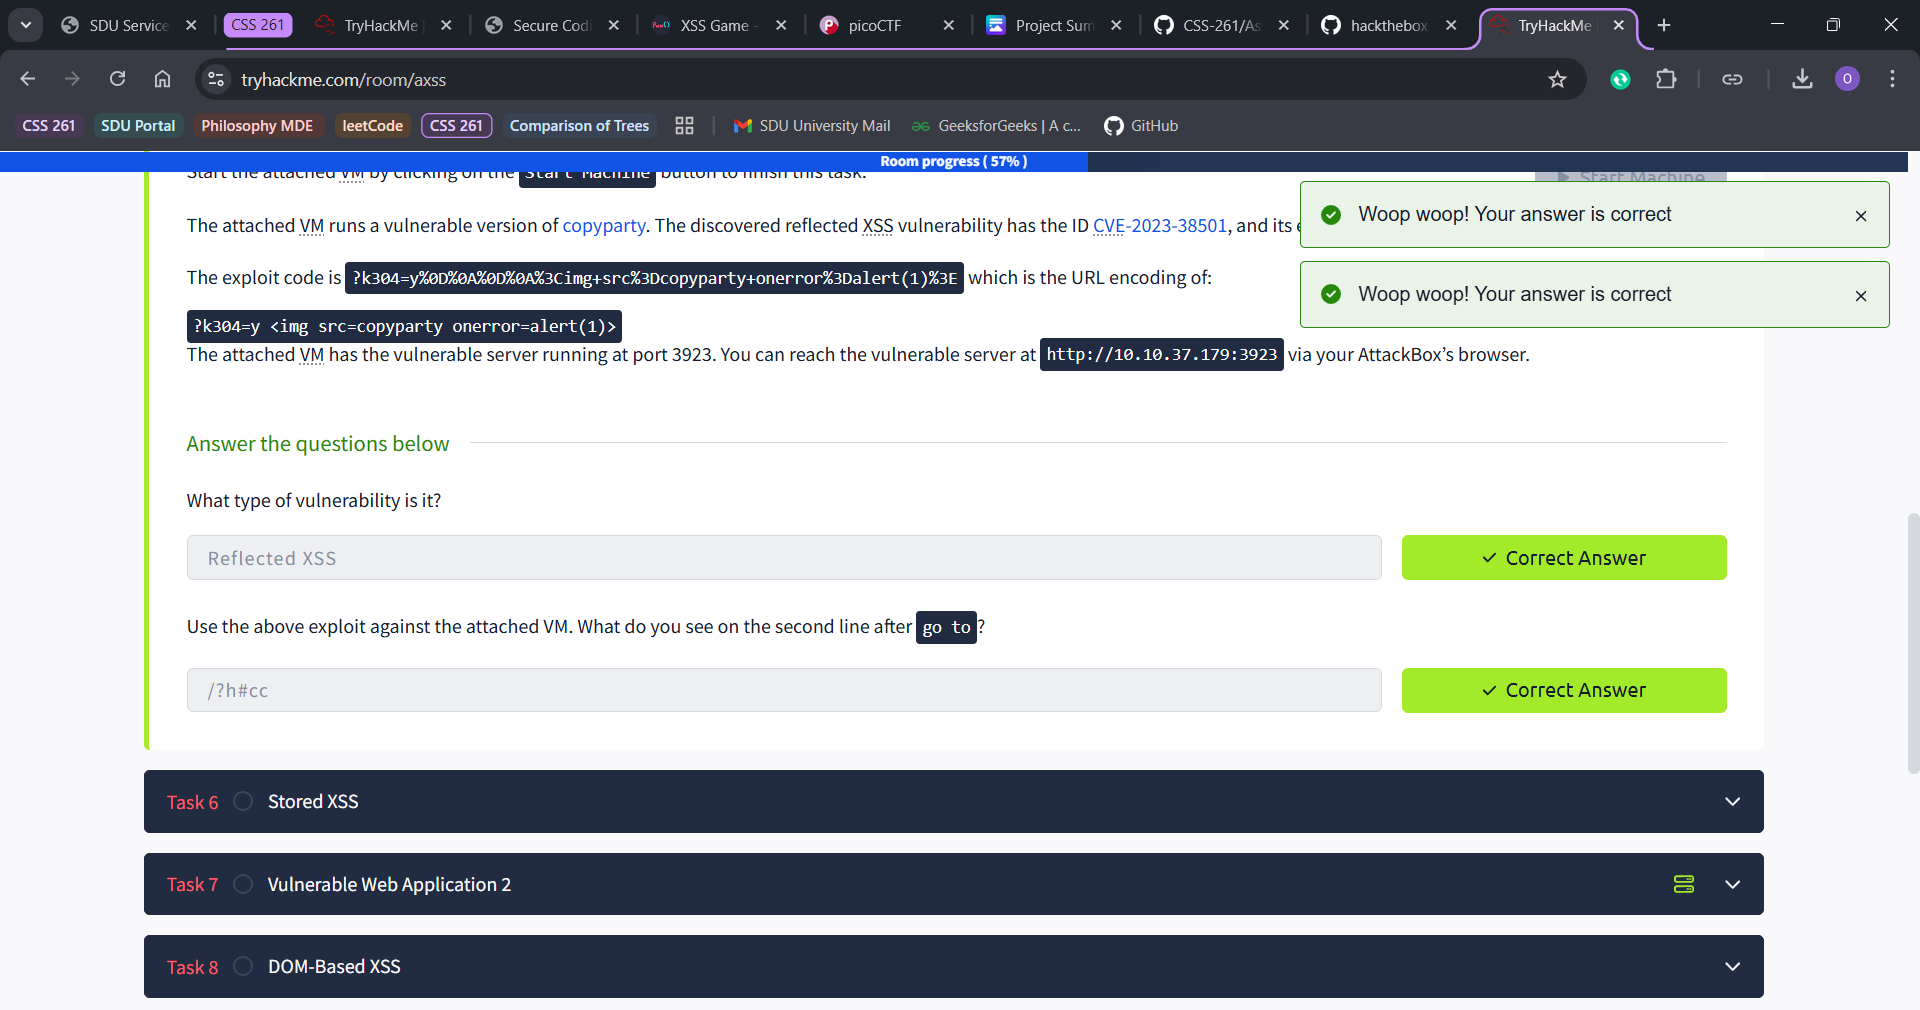 SDU Service
CSS 261
TryHackMe
Secure Codi
XSS Game -
picoCTF
Project Sum
CSS-261/As
hackthebox
TryHackMe
tryhackme.com/room/axss
O
CSS 261
SDU Portal
Philosophy MDE
leetCode
CSS 261
Comparison of Trees
SDU University Mail
GeeksforGeeks | A c...
GitHub
Room progress ( 57% )
Start the attached VM by clicking on the Start Machine button to finish this task.
Start Machine
The attached VM runs a vulnerable version of copyparty. The discovered reflected XSS vulnerability has the ID CVE-2023-38501, and its e
Woop woop! Your answer is correct
The exploit code is ?k304=y%0D%0A%0D%0A%3Cimg+src%3Dcopyparty+onerror%3Dalert(1)%3E which is the URL encoding of:
Woop woop! Your answer is correct
?k304=y <img src=copyparty onerror=alert(1)>
The attached VM has the vulnerable server running at port 3923. You can reach the vulnerable server at http://10.10.37.179:3923 via your AttackBox’s browser.
Answer the questions below
What type of vulnerability is it?
Reflected XSS
Correct Answer
Use the above exploit against the attached VM. What do you see on the second line after go to?
/?h#cc
Correct Answer
Task 6 Stored XSS
Task 7 Vulnerable Web Application 2
Task 8 DOM-Based XSS